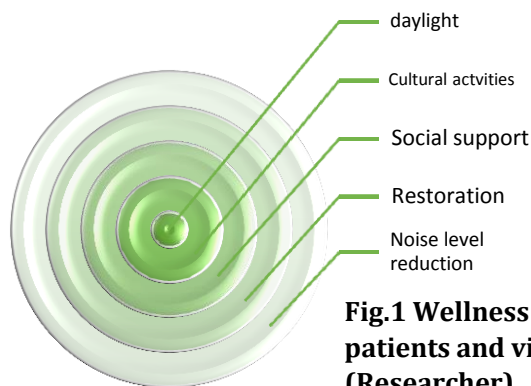 daylight
Cultural actvities
Social support
Restoration
Noise level
reduction
Fig.1 Wellness
patients and vi
(Researcher)